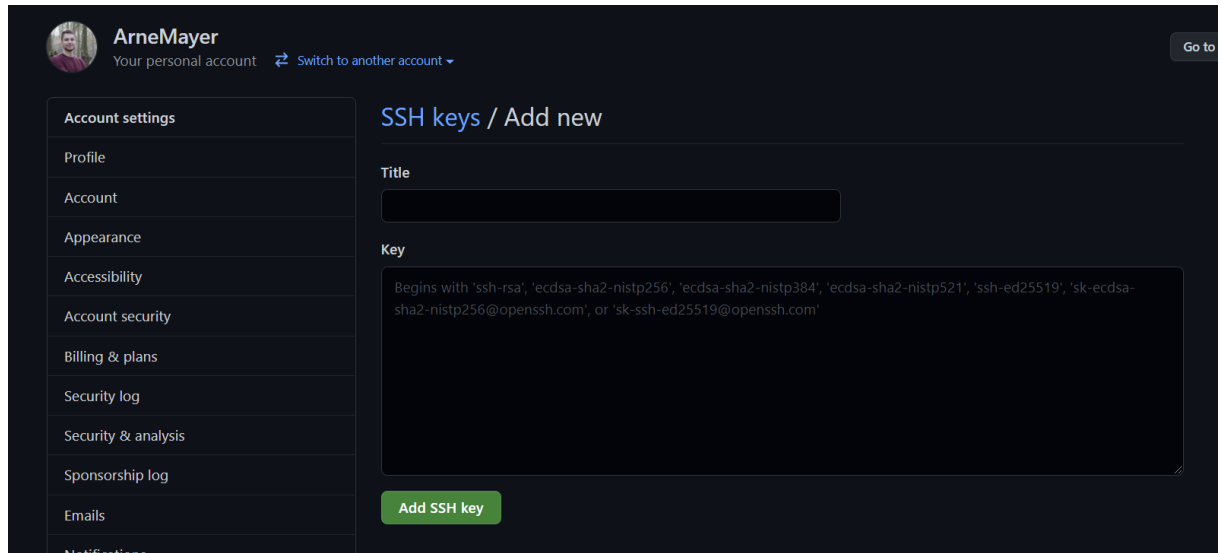 ArneMayer
Your personal account Switch to another account
Go to
Account settings
Profile
Account
Appearance
Accessibility
Account security
Billing & plans
Security log
Security & analysis
Sponsorship log
Emails
Notifications
SSH keys / Add new
Title
Key
Begins with 'ssh-rsa', 'ecdsa-sha2-nistp256', 'ecdsa-sha2-nistp384', 'ecdsa-sha2-nistp521', 'ssh-ed25519', 'sk-ecdsa-
sha2-nistp256@openssh.com', or 'sk-ssh-ed25519@openssh.com'
Add SSH key